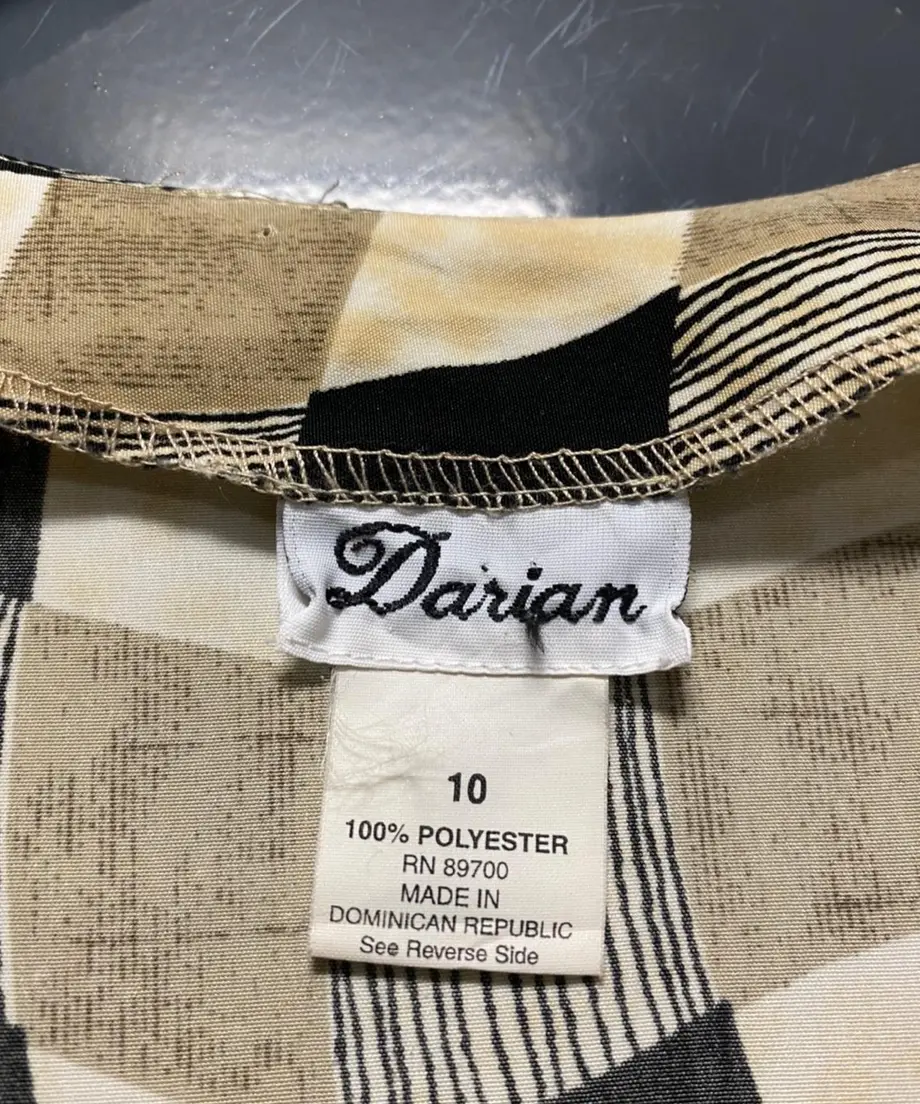 Darian
10
100% POLYESTER
RN 89700
MADE IN
DOMINICAN REPUBLIC
See Reverse Side